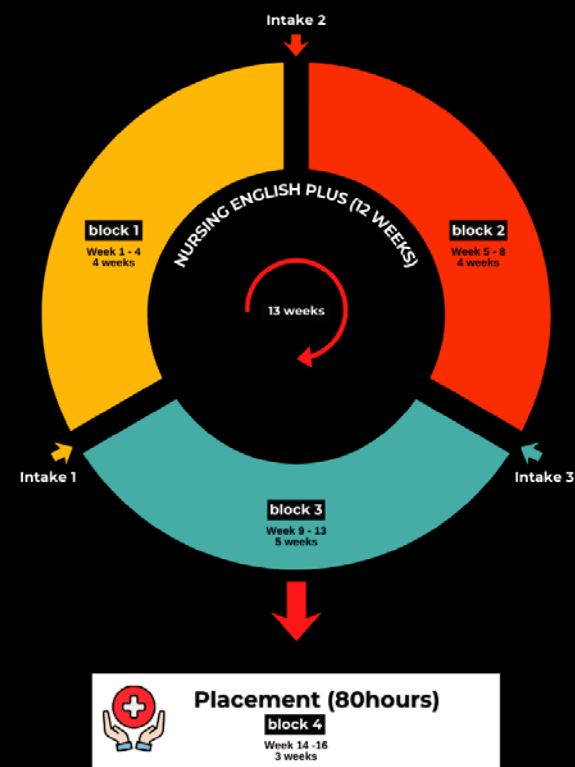 Intake 2
NURSING ENGLISH PLUS (12 WEEKS)
block 1
Week 1 - 4
4 weeks
block 2
Week 5 - 8
4 weeks
13 weeks
Intake 1
Intake 3
block 3
Week 9 - 13
5 weeks
Placement (80hours)
block 4
Week 14 -16
3 weeks